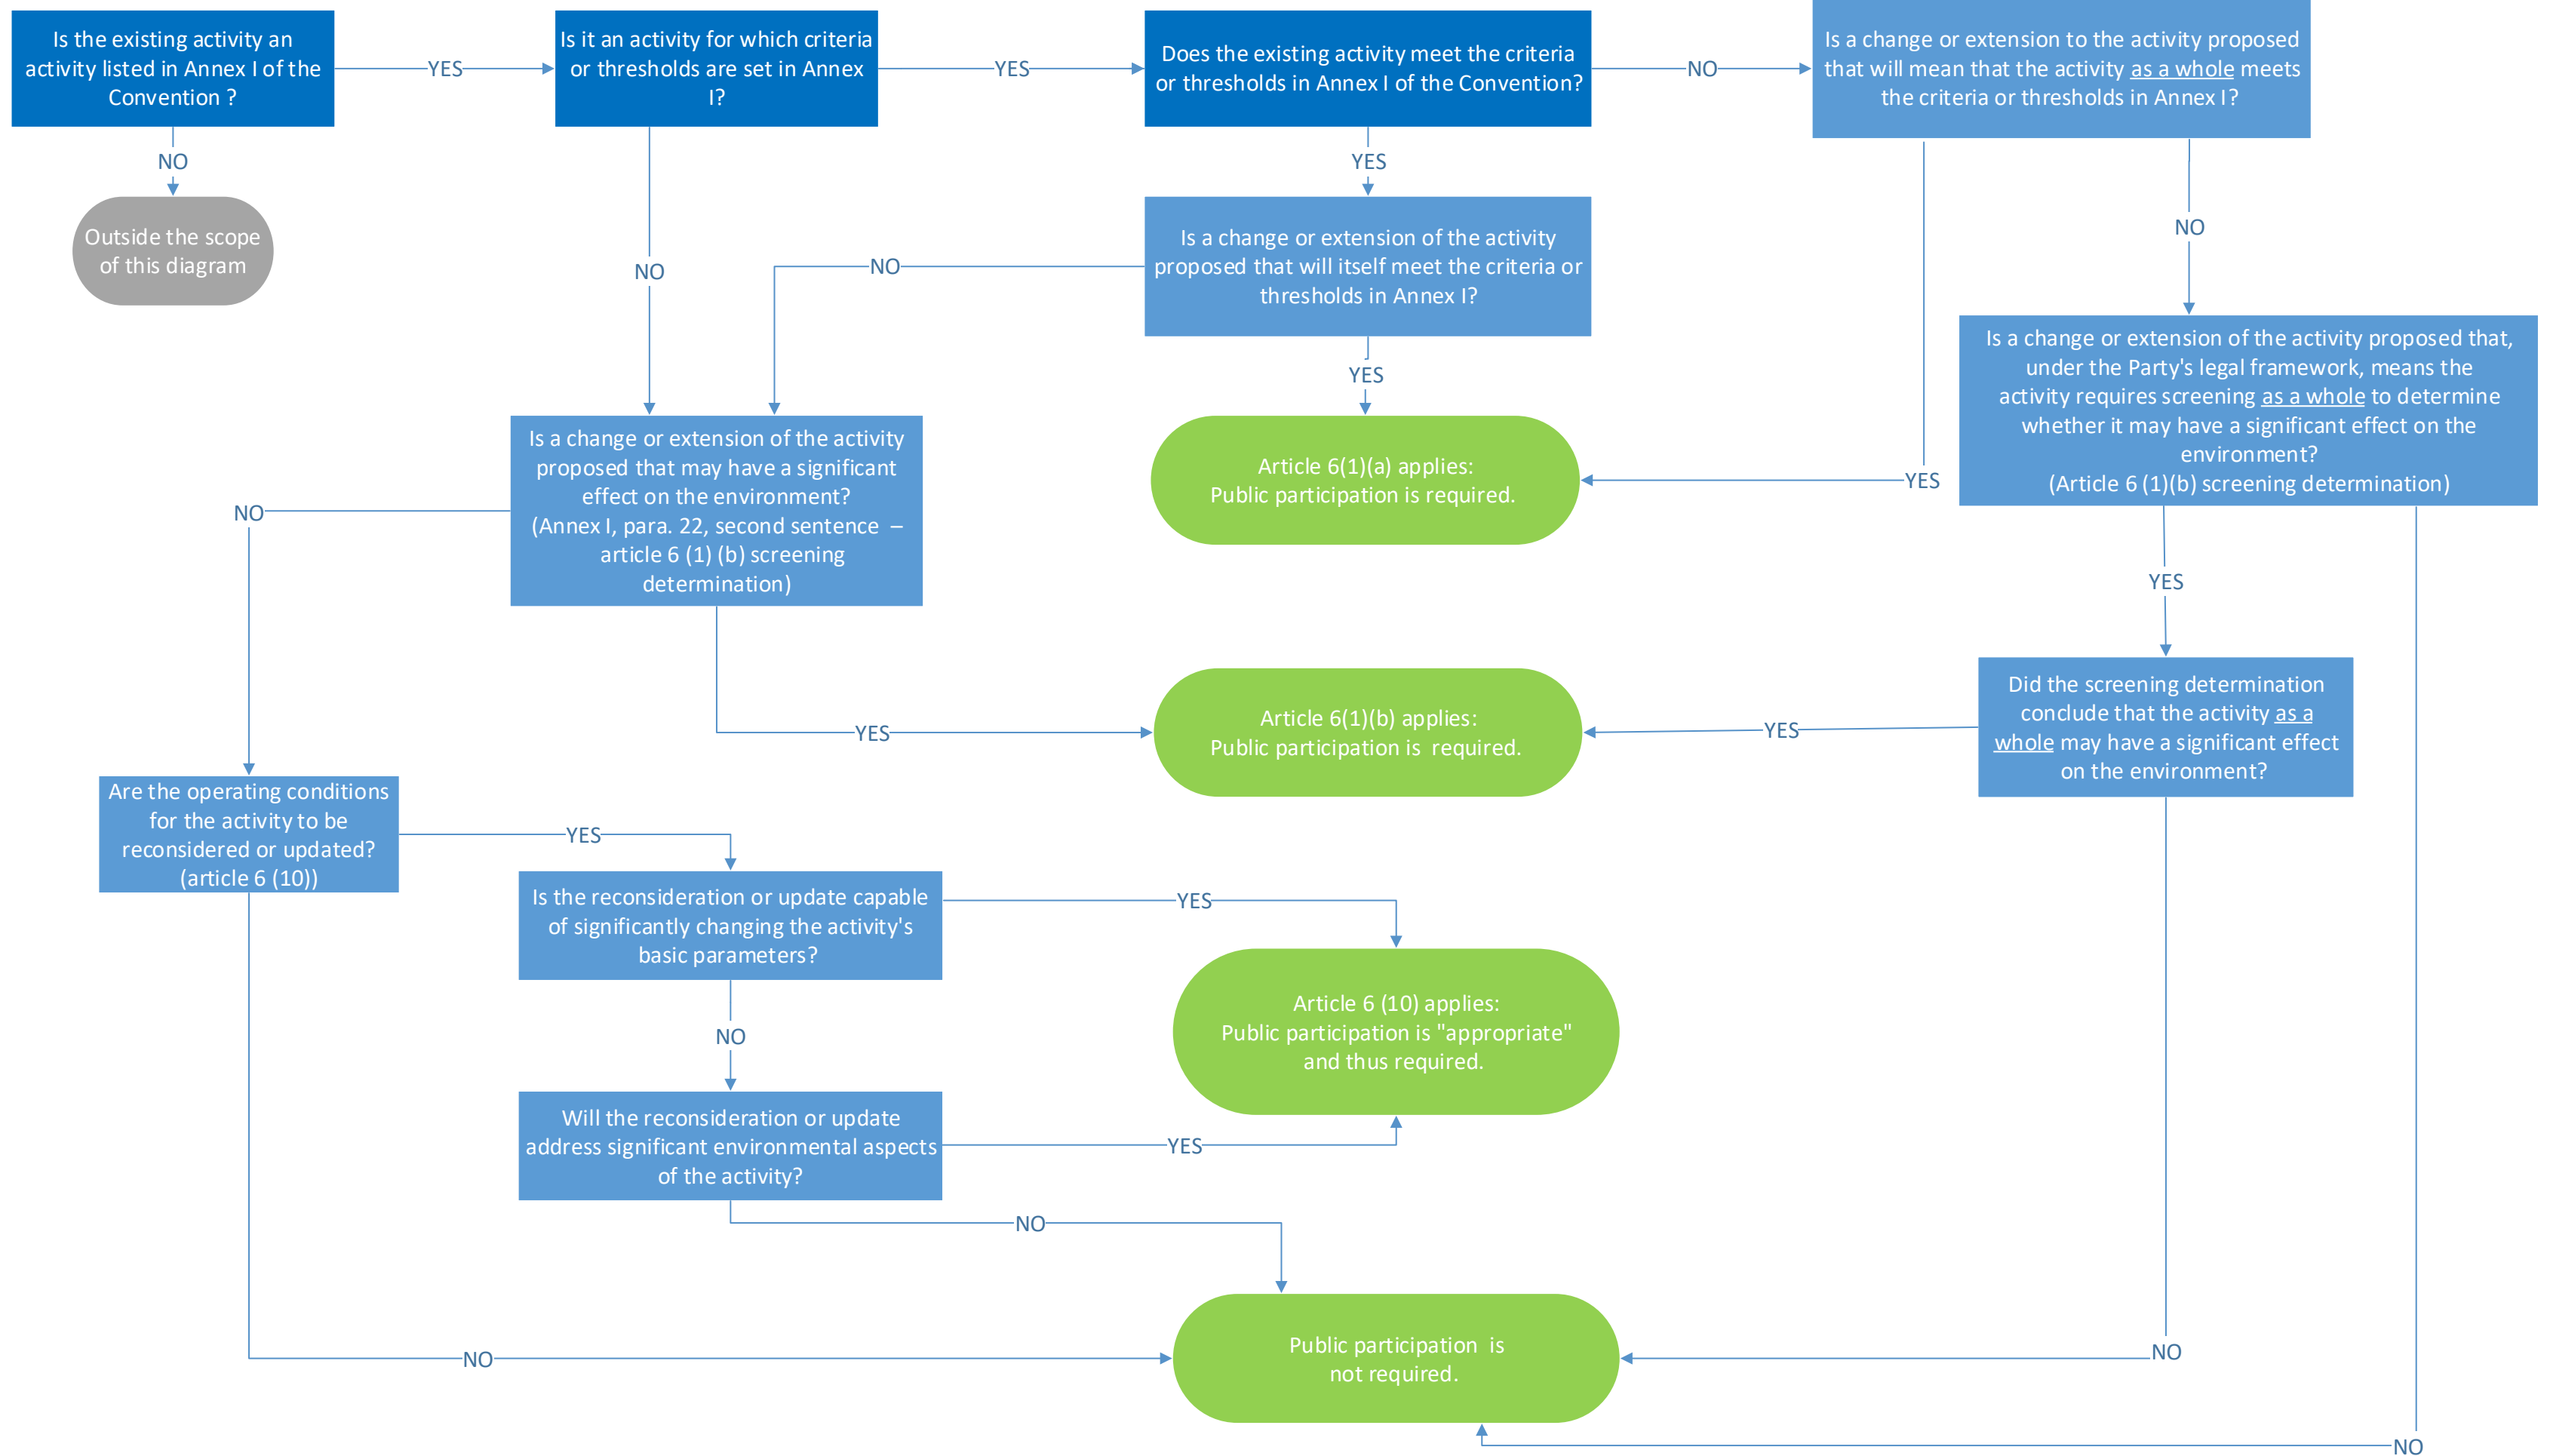 Is the existing activity an
activity listed in Annex I of the
Convention ?
YES
Is it an activity for which criteria
or thresholds are set in Annex
I?
YES
Does the existing activity meet the criteria
or thresholds in Annex I of the Convention?
NO
Is a change or extension to the activity proposed
that will mean that the activity as a whole meets
the criteria or thresholds in Annex I?
NO
YES
Outside the scope
of this diagram
NO
NO
Is a change or extension of the activity
proposed that will itself meet the criteria or
thresholds in Annex I?
NO
YES
Is a change or extension of the activity proposed that,
under the Party's legal framework, means the
activity requires screening as a whole to determine
whether it may have a significant effect on the
environment?
(Article 6 (1)(b) screening determination)
Is a change or extension of the activity
proposed that may have a significant
effect on the environment?
(Annex I, para. 22, second sentence –
article 6 (1) (b) screening
determination)
Article 6(1)(a) applies:
Public participation is required.
YES
NO
YES
Article 6(1)(b) applies:
Public participation is required.
YES
YES
Did the screening determination
conclude that the activity as a
whole may have a significant effect
on the environment?
Are the operating conditions
for the activity to be
reconsidered or updated?
(article 6 (10))
YES
Is the reconsideration or update capable
of significantly changing the activity's
basic parameters?
YES
NO
Article 6 (10) applies:
Public participation is "appropriate"
and thus required.
Will the reconsideration or update
address significant environmental aspects
of the activity?
YES
NO
NO
Public participation is
not required.
NO
NO